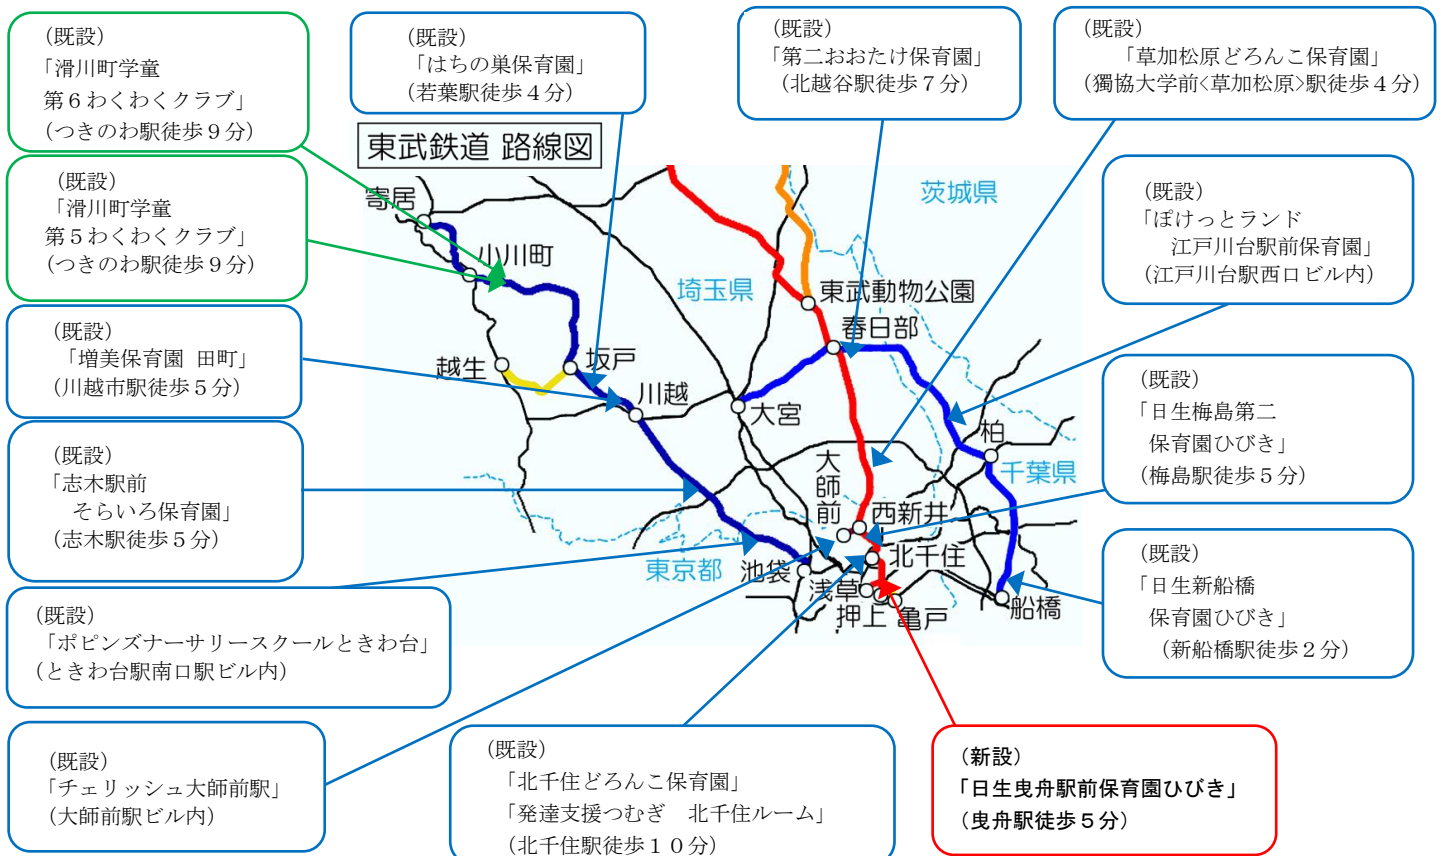 （既設）
「滑川町学童
第６わくわくクラブ」
（つきのわ駅徒歩９分）
（既設）
「はちの巣保育園」
（若葉駅徒歩４分）
（既設）
「第二おおたけ保育園」
（北越谷駅徒歩７分）
（既設）
「草加松原どろんこ保育園」
（獨協大学前<草加松原>駅徒歩４分）
東武鉄道 路線図
（既設）
「滑川町学童
第５わくわくクラブ」
（つきのわ駅徒歩９分）
（既設）
「ぽけっとランド
江戸川台駅前保育園」
（江戸川台駅西口ビル内）
寄居
小川町
越生
坂戸
川越
埼玉県
茨城県
東武動物公園
春日部
大宮
柏
千葉県
大師前
西新井
北千住
東京都
池袋
浅草
押上
亀戸
船橋
（既設）
「増美保育園 田町」
（川越市駅徒歩５分）
（既設）
「日生梅島第二
保育園ひびき」
（梅島駅徒歩５分）
（既設）
「志木駅前
そらいろ保育園」
（志木駅徒歩５分）
（既設）
「日生新船橋
保育園ひびき」
（新船橋駅徒歩２分）
（既設）
「ポピンズナーサリースクールときわ台」
（ときわ台駅南口駅ビル内）
（既設）
「チェリッシュ大師前駅」
（大師前駅ビル内）
（既設）
「北千住どろんこ保育園」
「発達支援つむぎ　北千住ルーム」
（北千住駅徒歩１０分）
（新設）
「日生曳舟駅前保育園ひびき」
（曳舟駅徒歩５分）